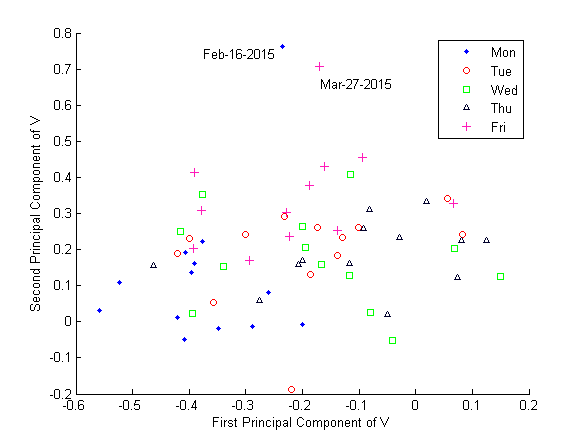 0.8
0.7
0.6
0.5
0.4
0.3
0.2
0.1
0
-0.1
-0.2
Second Principal Component of V
Feb-16-2015
Mar-27-2015
Mon
Tue
Wed
Thu
Fri
-0.6 -0.5 -0.4 -0.3 -0.2 -0.1 0 0.1 0.2
First Principal Component of V